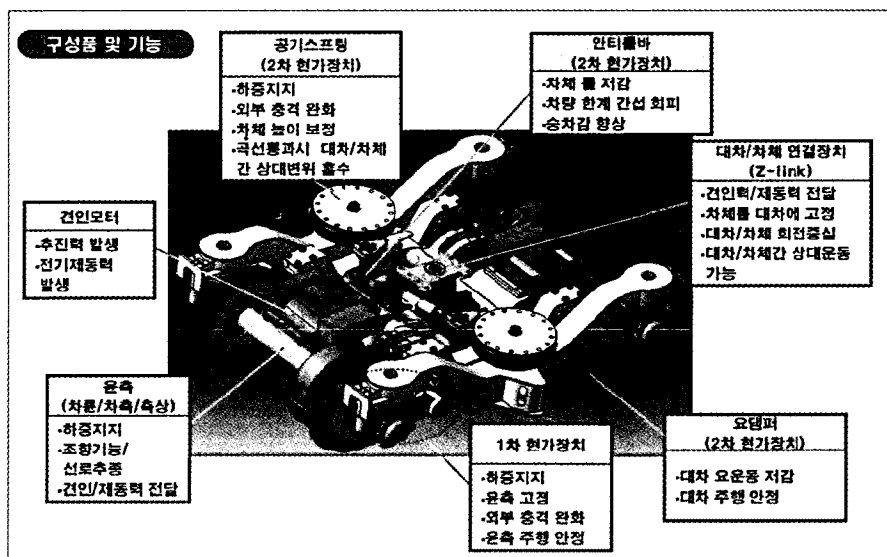 구성품 및 기능
공기스프링
(2차 현가장치)
·하중지지
·외부 충격 완화
·차체 높이 보정
·곡선통과시 대차/차체
간 상대변위 흡수
안티롤바
(2차 현가장치)
·차체 롤 저감
·차량 한계 간섭 회피
·승차감 향상
대차/차체 연결장치
(Z-link)
·견인력/제동력 전달
·차체를 대차에 고정
·대차/차체 회전중심
·대차/차체간 상대운동
가능
견인모터
·추진력 발생
·전기제동력
발생
윤축
(차륜/차축/축상)
·하중지지
·조향기능/
선로추종
·견인/제동력 전달
1차 현가장치
·하중지지
·윤축 고정
·외부 충격 완화
·윤축 주행 안정
요댐퍼
(2차 현가장치)
·대차 요운동 저감
·대차 주행 안정